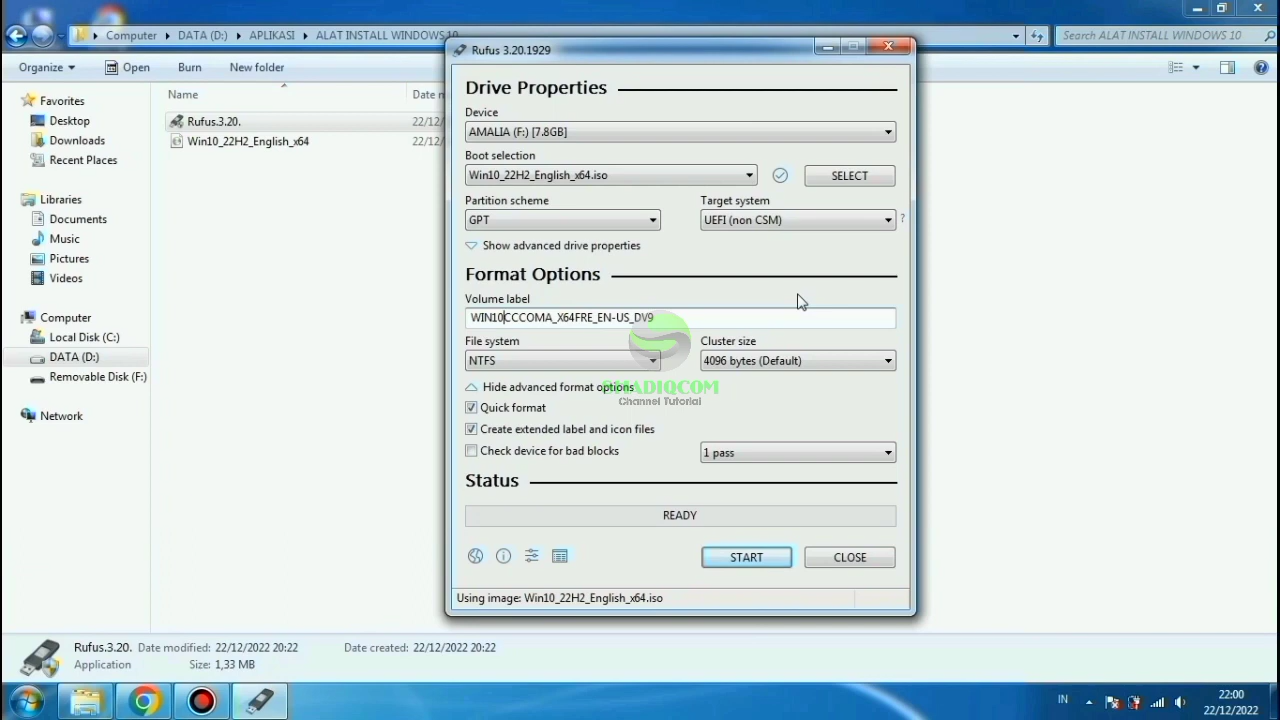 Computer DATA (D:) APLIKASI ALAT INSTALL WINDOWS 10
Search ALAT INSTALL WINDOWS 10
Organize Open Burn New folder
Favorites
Desktop
Downloads
Recent Places
Libraries
Documents
Music
Pictures
Videos
Computer
Local Disk (C:)
DATA (D:)
Removable Disk (F:)
Network
Name Date m
Rufus.3.20. 22/12/
Win10_22H2_English_x64 22/12/
Rufus 3.20.1929
Drive Properties
Device
AMALIA (F:) [7.8GB]
Boot selection
Win10_22H2_English_x64.iso SELECT
Partition scheme Target system
GPT UEFI (non CSM) ?
Show advanced drive properties
Format Options
Volume label
WIN10CCCOMA_X64FRE_EN-US_DV9
File system Cluster size
NTFS 4096 bytes (Default)
Hide advanced format options
SHADIQCOM
Channel Tutorial
Quick format
Create extended label and icon files
Check device for bad blocks 1 pass
Status
READY
START CLOSE
Using image: Win10_22H2_English_x64.iso
Rufus.3.20. Date modified: 22/12/2022 20:22 Date created: 22/12/2022 20:22
Application Size: 1,33 MB
IN 22:00
22/12/2022